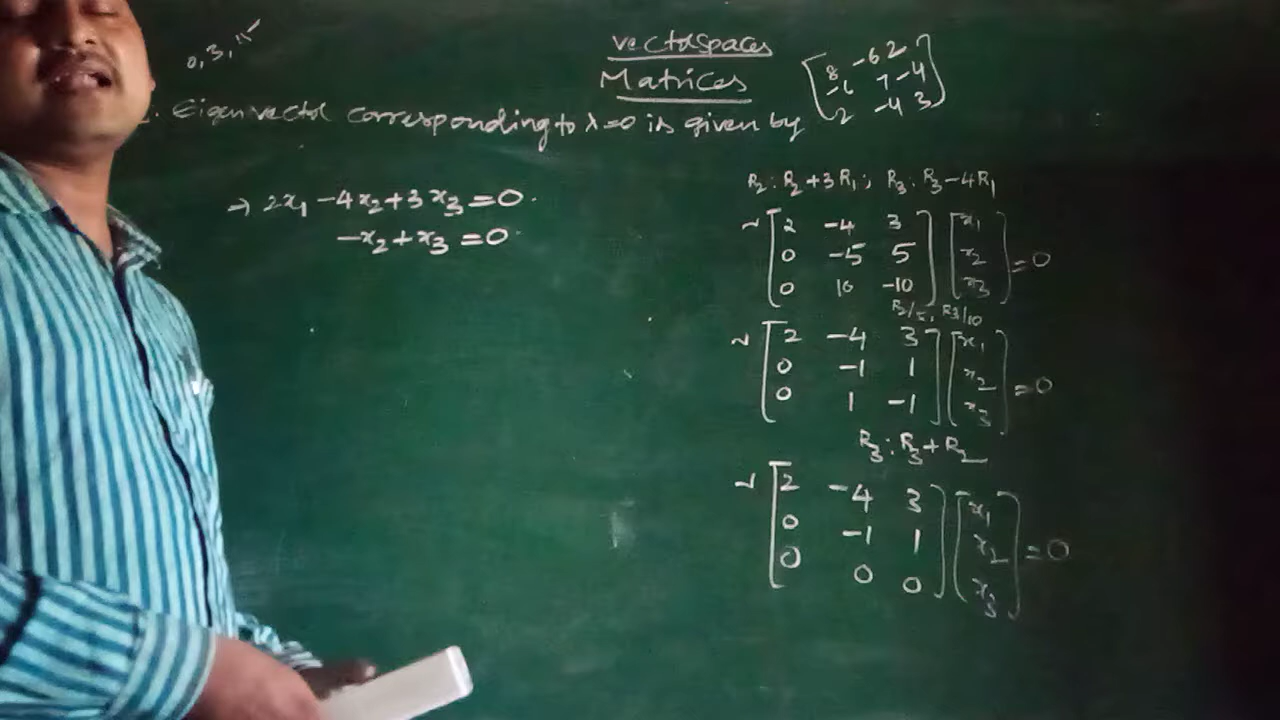 0, 3, 15
vectorspaces
Matrices
[8 -6 2
-6 7 -4
2 -4 3]
. Eigenvector corresponding to λ=0 is given by
→ 2x₁ -4x₂+3x₃=0.
-x₂+x₃=0.
R₂: R₂+3R₁; R₃: R₃-4R₁
~ [2 -4 3] [x₁
0 -5 5 x₂ =0
0 10 -10] x₃]
R₂/5, R₃/10
~ [2 -4 3] [x₁
0 -1 1 x₂ =0
0 1 -1] x₃]
R₃: R₃+R₂
~ [2 -4 3] [x₁
0 -1 1 x₂ =0
0 0 0] x₃]